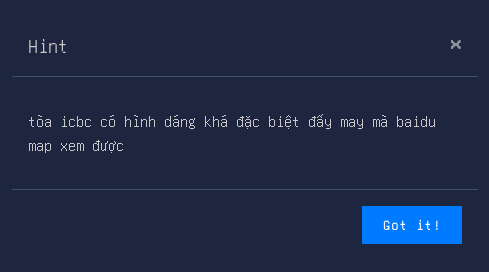 Hint
×
tòa icbc có hình dáng khá đặc biệt đấy may mà baidu
map xem được
Got it!